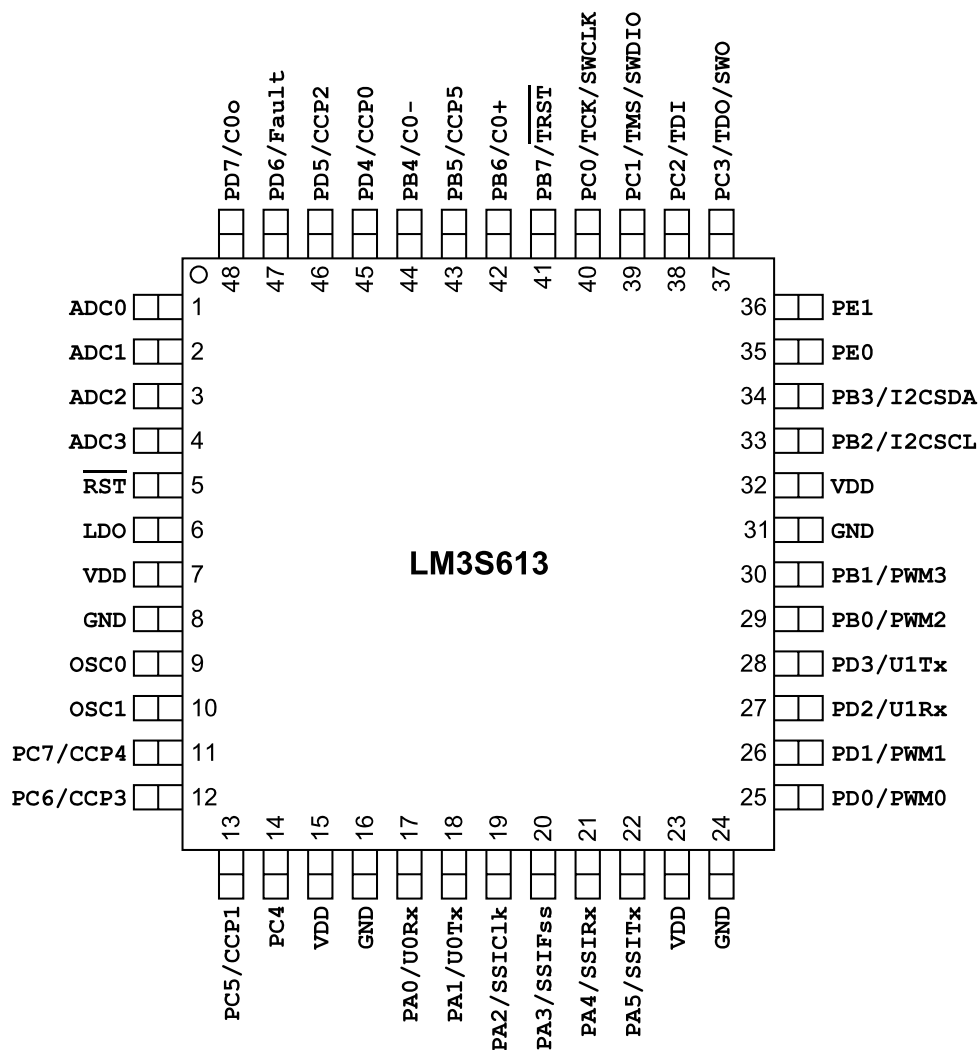 PD7/C0o
PD6/Fault
PD5/CCP2
PD4/CCP0
PB4/C0-
PB5/CCP5
PB6/C0+
PB7/TRST
PC0/TCK/SWCLK
PC1/TMS/SWDIO
PC2/TDI
PC3/TDO/SWO
48
47
46
45
44
43
42
41
40
39
38
37
ADC0 1
ADC1 2
ADC2 3
ADC3 4
RST 5
LDO 6
VDD 7
GND 8
OSC0 9
OSC1 10
PC7/CCP4 11
PC6/CCP3 12
LM3S613
36 PE1
35 PE0
34 PB3/I2CSDA
33 PB2/I2CSCL
32 VDD
31 GND
30 PB1/PWM3
29 PB0/PWM2
28 PD3/U1Tx
27 PD2/U1Rx
26 PD1/PWM1
25 PD0/PWM0
13
14
15
16
17
18
19
20
21
22
23
24
PC5/CCP1
PC4
VDD
GND
PA0/U0Rx
PA1/U0Tx
PA2/SSIClk
PA3/SSIFss
PA4/SSIRx
PA5/SSITx
VDD
GND